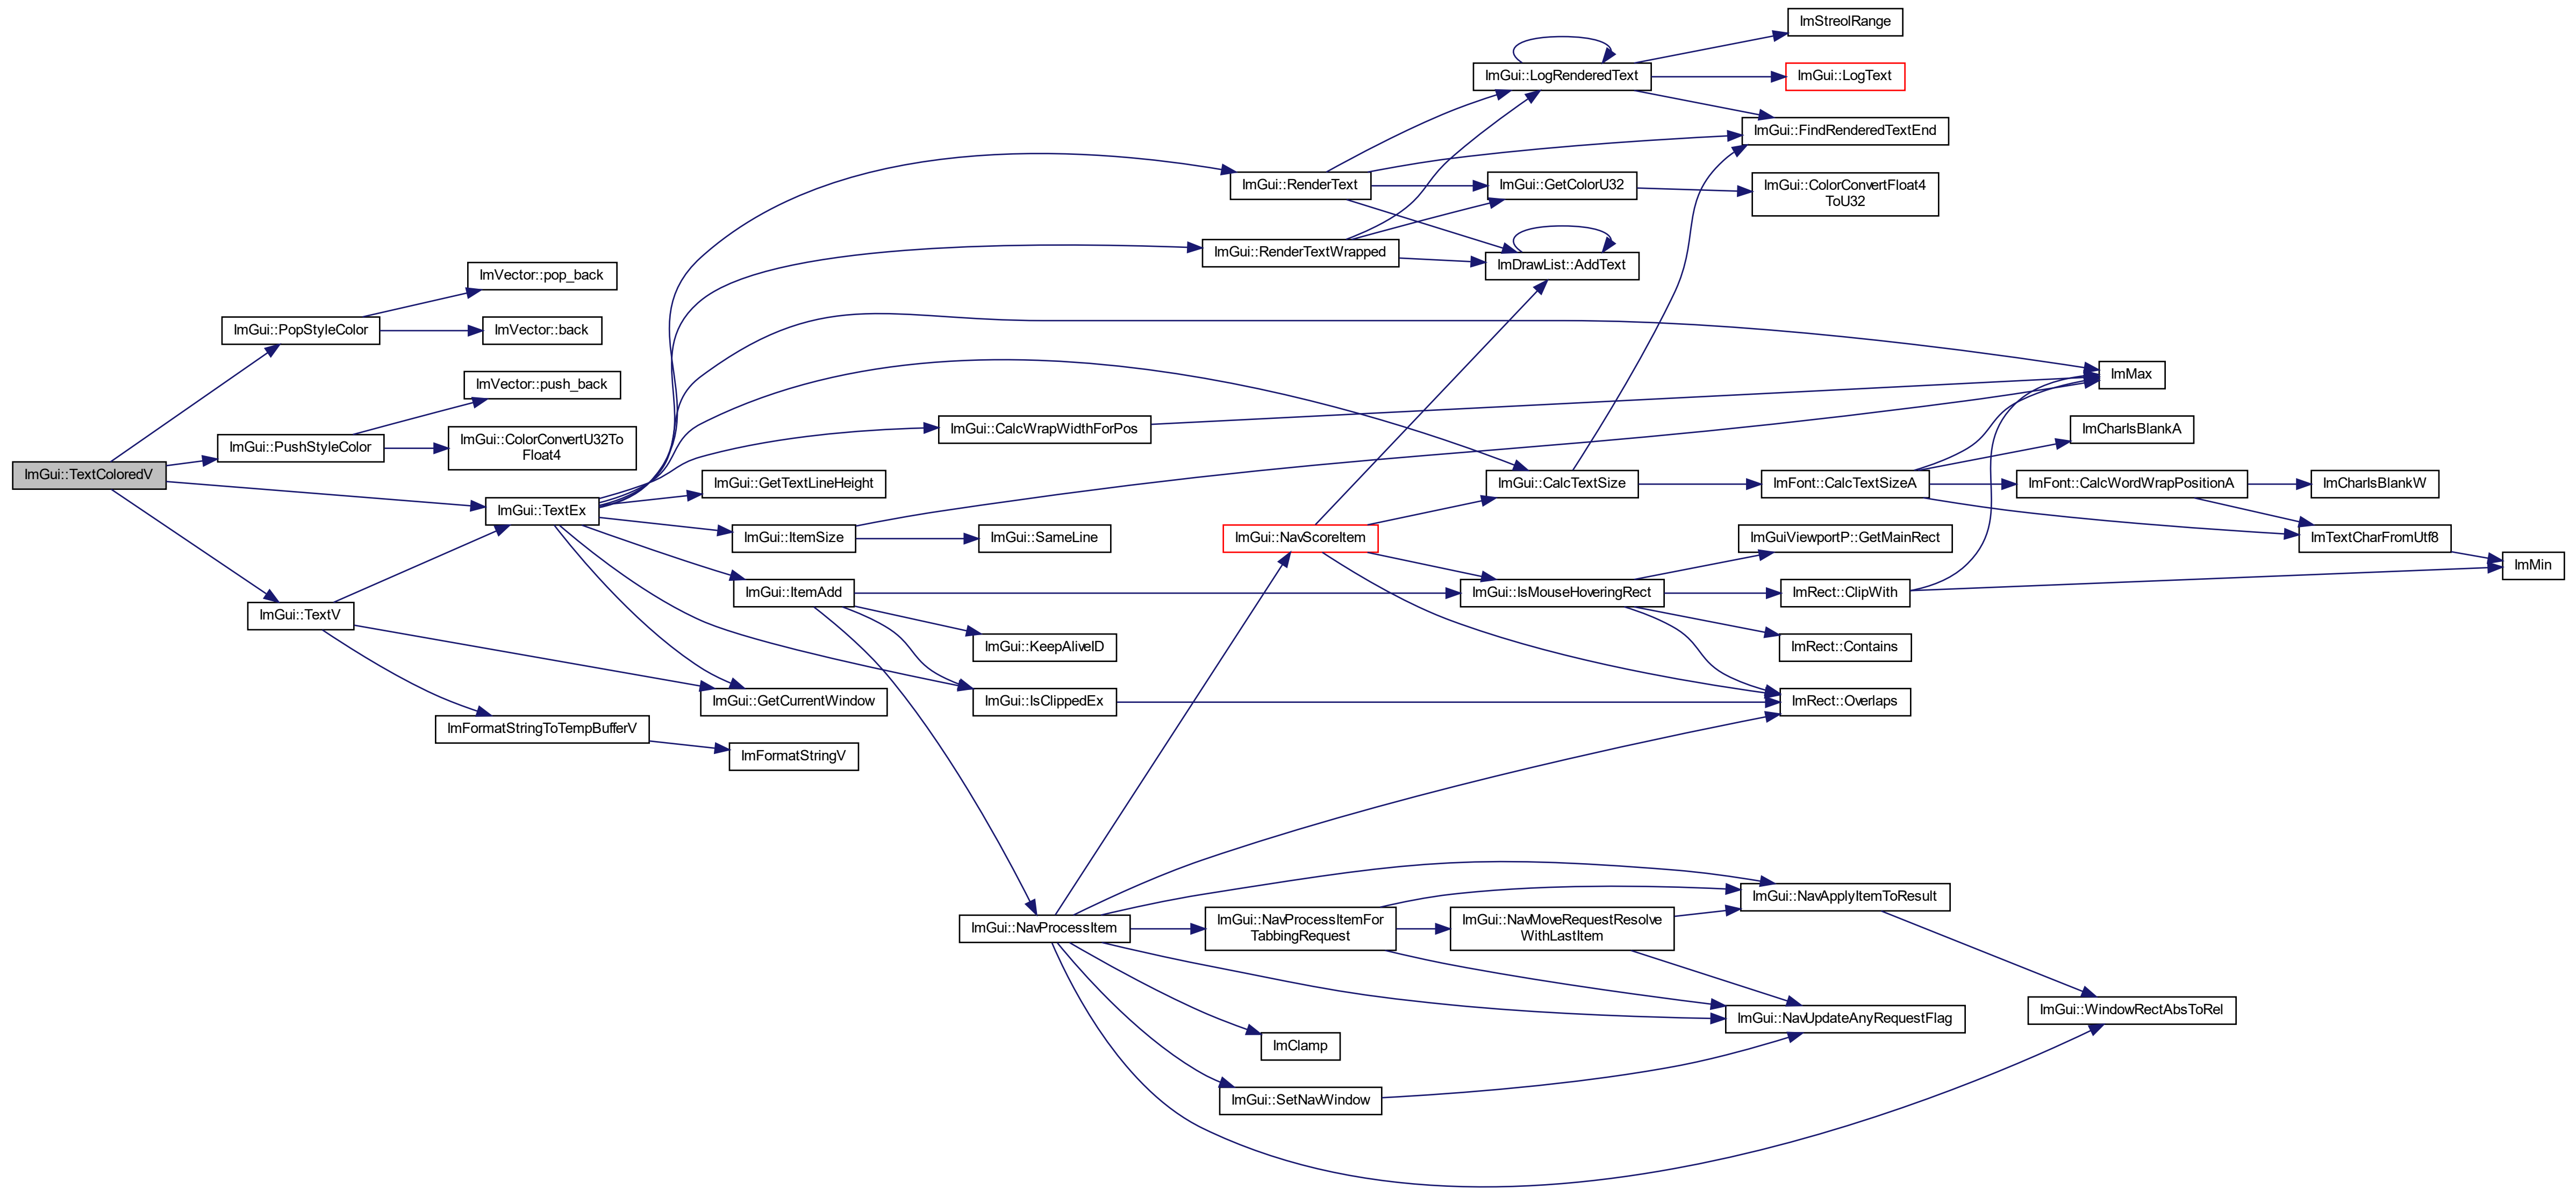 ImGui::TextColoredV
ImGui::PopStyleColor
ImVector::pop_back
ImVector::back
ImGui::PushStyleColor
ImVector::push_back
ImGui::ColorConvertU32To
Float4
ImGui::TextEx
ImGui::TextV
ImGui::GetTextLineHeight
ImGui::ItemSize
ImGui::SameLine
ImGui::ItemAdd
ImGui::KeepAliveID
ImGui::IsClippedEx
ImGui::GetCurrentWindow
ImFormatStringToTempBufferV
ImFormatStringV
ImGui::CalcWrapWidthForPos
ImGui::RenderText
ImGui::RenderTextWrapped
ImGui::LogRenderedText
ImStreolRange
ImGui::LogText
ImGui::FindRenderedTextEnd
ImGui::GetColorU32
ImGui::ColorConvertFloat4
ToU32
ImDrawList::AddText
ImMax
ImGui::CalcTextSize
ImFont::CalcTextSizeA
ImCharIsBlankA
ImFont::CalcWordWrapPositionA
ImCharIsBlankW
ImTextCharFromUtf8
ImMin
ImGui::NavScoreItem
ImGui::IsMouseHoveringRect
ImGuiViewportP::GetMainRect
ImRect::ClipWith
ImRect::Contains
ImRect::Overlaps
ImGui::NavProcessItem
ImGui::NavProcessItemFor
TabbingRequest
ImGui::NavMoveRequestResolve
WithLastItem
ImGui::NavApplyItemToResult
ImGui::NavUpdateAnyRequestFlag
ImGui::WindowRectAbsToRel
ImClamp
ImGui::SetNavWindow